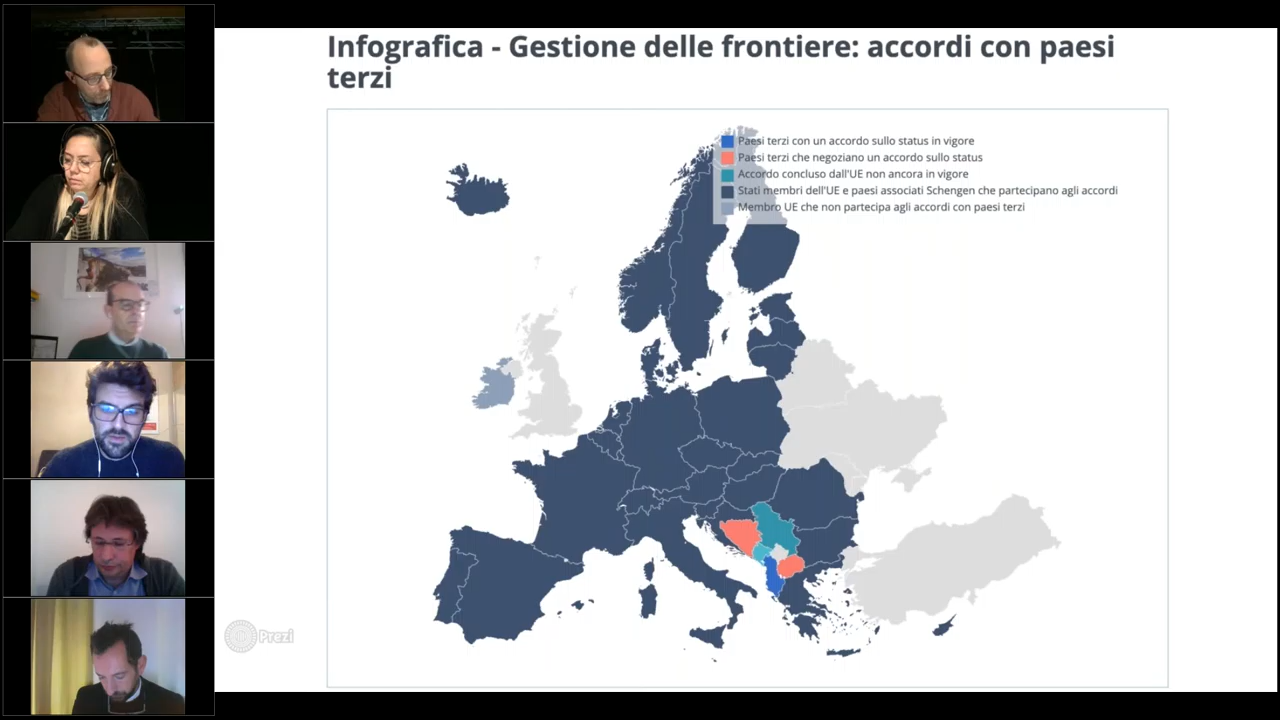 Infografica - Gestione delle frontiere: accordi con paesi
terzi
Paesi terzi con un accordo sullo status in vigore
Paesi terzi che negoziano un accordo sullo status
Accordo concluso dall'UE non ancora in vigore
Stati membri dell'UE e paesi associati Schengen che partecipano agli accordi
Membro UE che non partecipa agli accordi con paesi terzi
Prezi